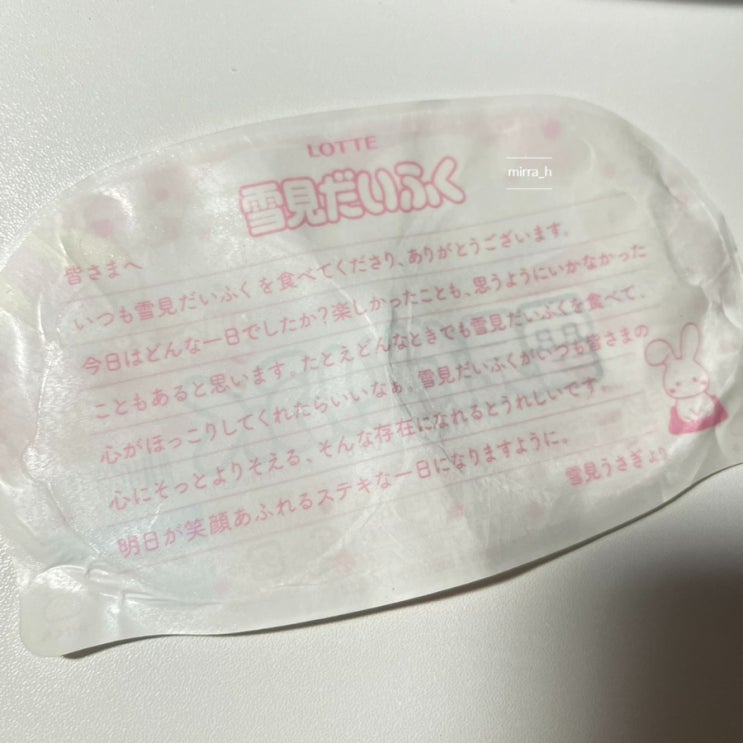 LOTTE
雪見だいふく
mirra_h
皆さまへ
いつも雪見だいふくを食べてくださり、ありがとうございます。
今日はどんな一日でしたか？楽しかったことも、思うようにいかなかった
こともあると思います。たとえどんなときでも雪見だいふくを食べて、
心がほっこりしてくれたらいいなぁ。雪見だいふくがいつも皆さまの
心にそっとよりそえる、そんな存在になれるとうれしいです。
明日が笑顔あふれるステキな一日になりますように。
雪見うさぎより